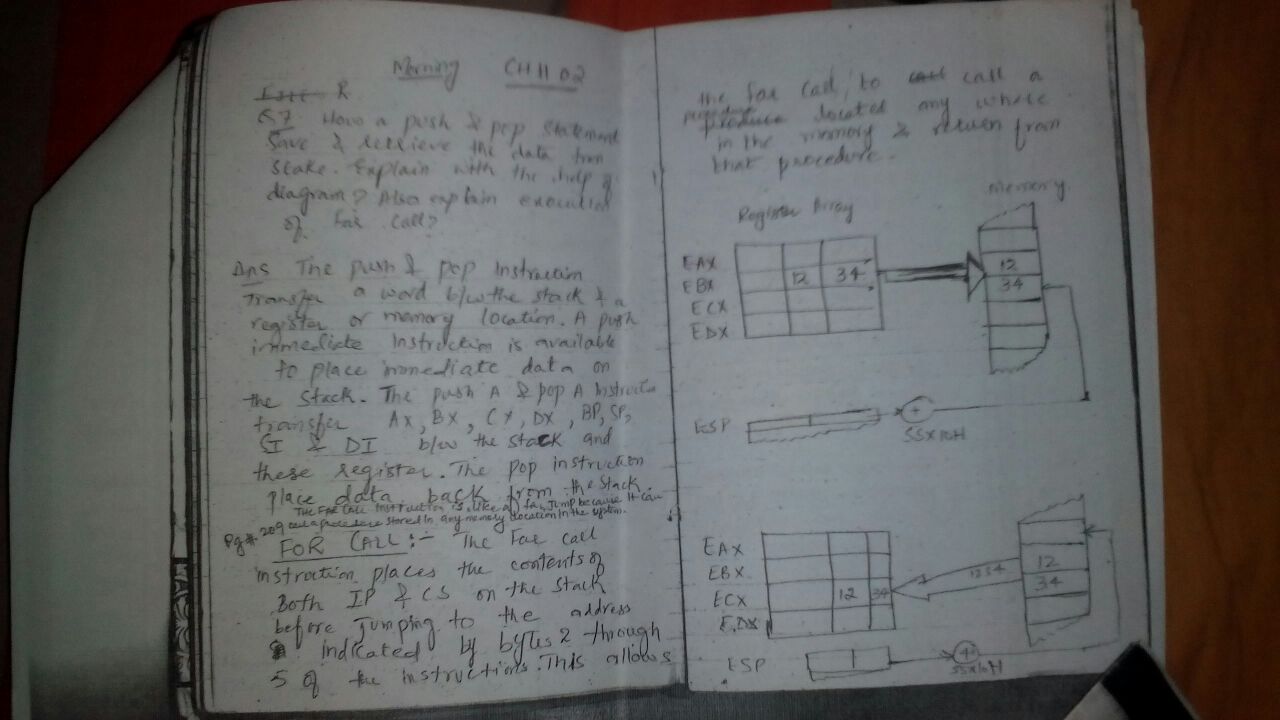 Morning CH 11 02
R
Q7 How a push & pop statement
Save & retrieve the data from
stake. Explain with the help of
diagram? Also explain execution
of Far Call?
Ans The push & pop Instruction
Transfer a word b/w the stack & a
register or memory location. A push
immediate Instruction is available
to place immediate data on
the Stack. The push A & pop A Instruction
transfer AX, BX, CX, DX, BP, SP,
SI & DI b/w the stack and
these register. The pop instruction
place data back from the Stack.
The Far Call Instruction is like a far Jump because it can
Pg#. 209 call a procedure stored In any memory location in the system.
FOR CALL :- The Far call
instruction places the contents of
Both IP & CS on the Stack
before Jumping to the address
indicated by bytes 2 through
5 of the instructions. This allows
the far Call, to call a
procedure located any where
in the memory & return from
that procedure.
Register Array
memory
EAX
EBX 12 34
ECX
EDX
12
34
ESP
+
SS X 10H
EAX
EBX
ECX 12 34
EDX
1234
12
34
ESP
+
SS X 10H